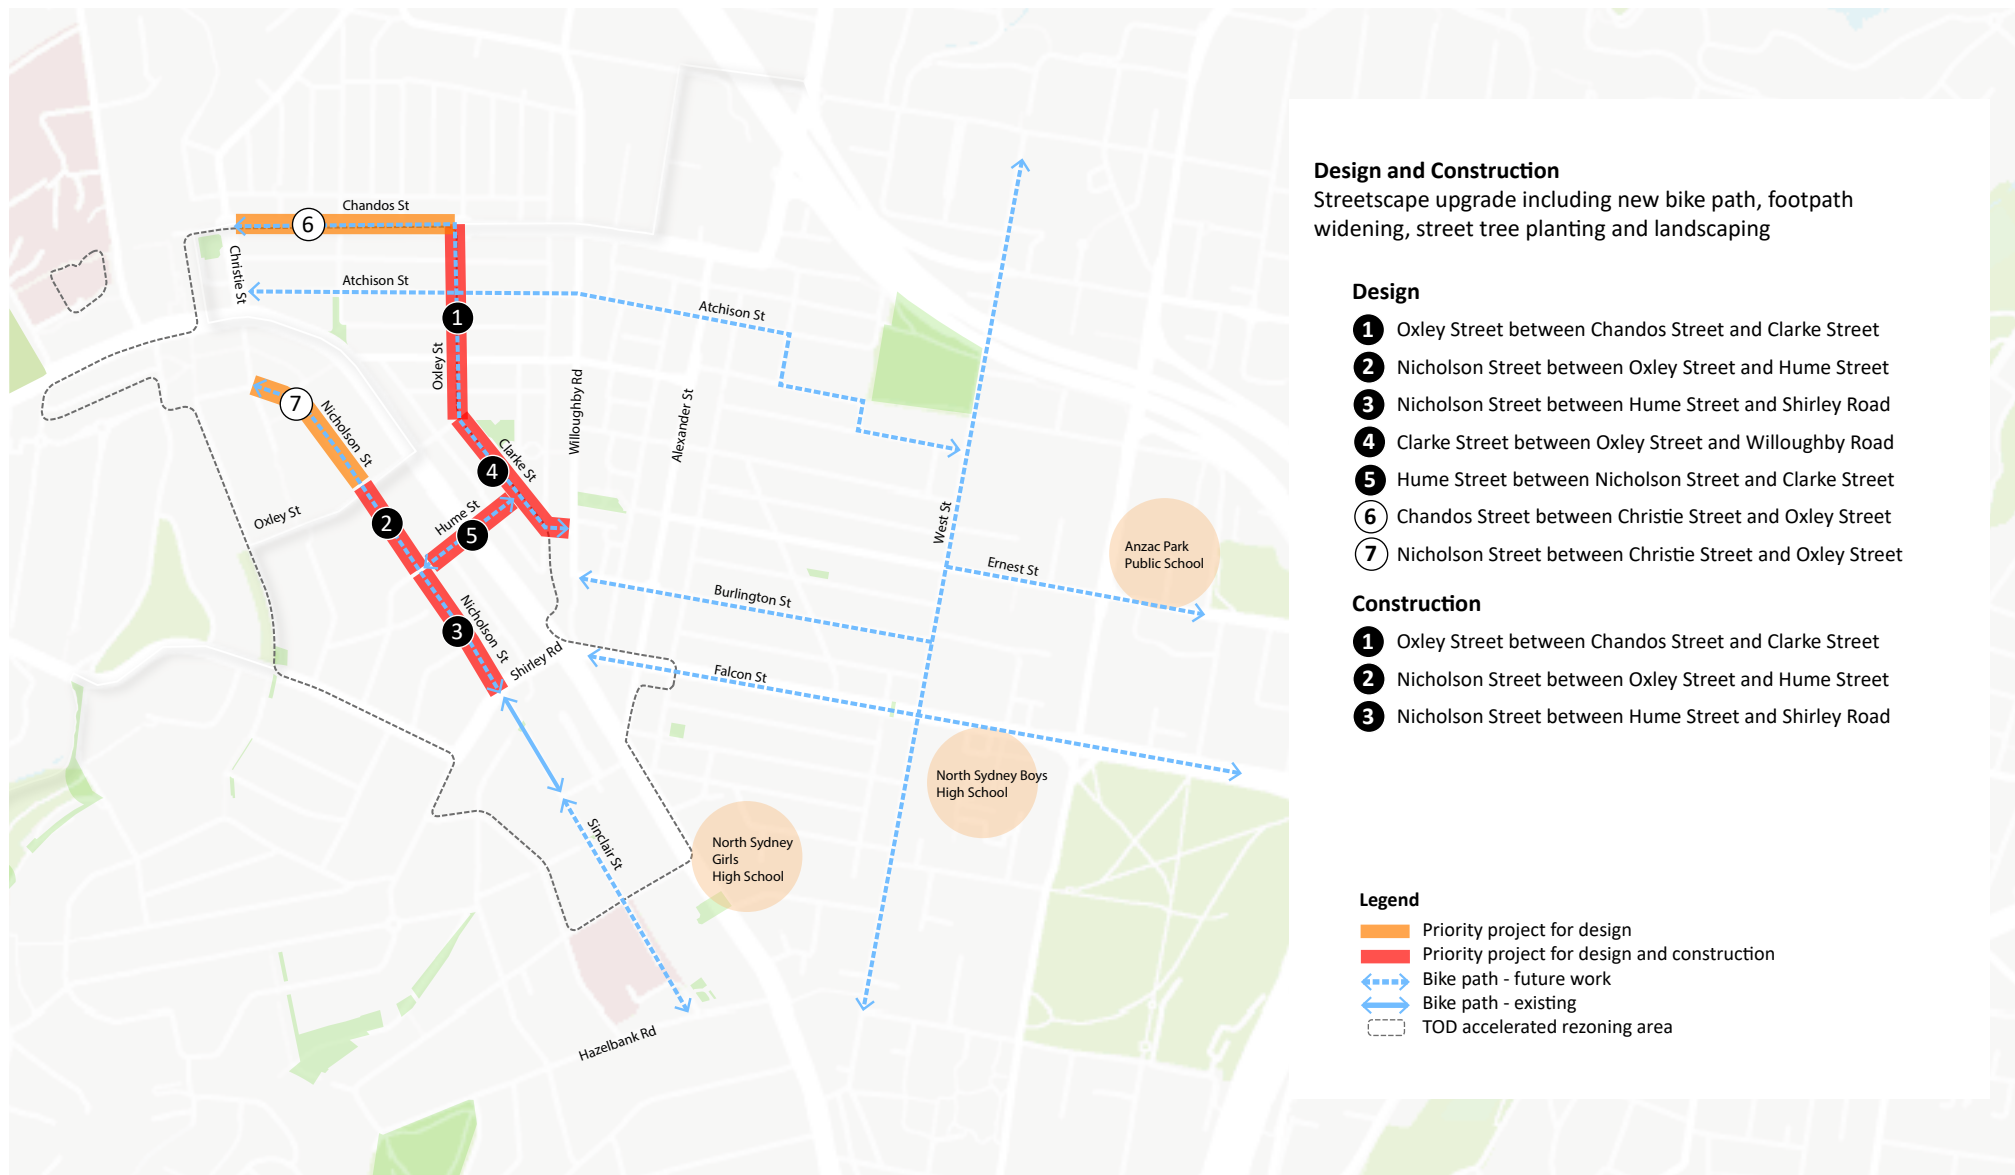 Chandos St
6
Christie St
Atchison St
Atchison St
1
Oxley St
Willoughby Rd
Alexander St
7
Nicholson St
Clarke St
4
Oxley St
2
Hume St
5
West St
Ernest St
Anzac Park
Public School
Burlington St
Nicholson St
3
Shirley Rd
Falcon St
North Sydney Boys
High School
Sinclair St
North Sydney
Girls
High School
Hazelbank Rd
Design and Construction
Streetscape upgrade including new bike path, footpath
widening, street tree planting and landscaping
Design
1 Oxley Street between Chandos Street and Clarke Street
2 Nicholson Street between Oxley Street and Hume Street
3 Nicholson Street between Hume Street and Shirley Road
4 Clarke Street between Oxley Street and Willoughby Road
5 Hume Street between Nicholson Street and Clarke Street
6 Chandos Street between Christie Street and Oxley Street
7 Nicholson Street between Christie Street and Oxley Street
Construction
1 Oxley Street between Chandos Street and Clarke Street
2 Nicholson Street between Oxley Street and Hume Street
3 Nicholson Street between Hume Street and Shirley Road
Legend
Priority project for design
Priority project for design and construction
Bike path - future work
Bike path - existing
TOD accelerated rezoning area